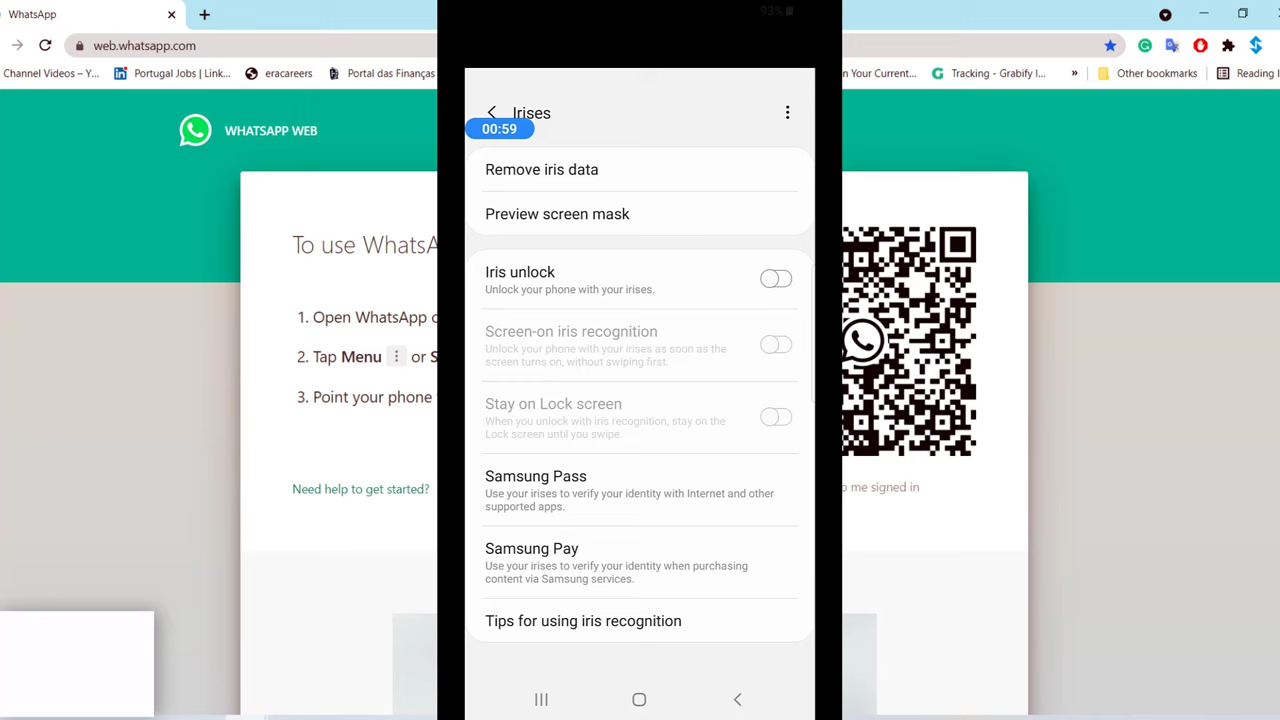 WhatsApp
web.whatsapp.com
Channel Videos – Y...
Portugal Jobs | Link...
eracareers
Portal das Finanças
n Your Current...
Tracking - Grabify I...
»
Other bookmarks
Reading l
WHATSAPP WEB
To use WhatsA
1. Open WhatsApp o
2. Tap Menu or S
3. Point your phone
Need help to get started?
p me signed in
93%
Irises
00:59
Remove iris data
Preview screen mask
Iris unlock
Unlock your phone with your irises.
Screen-on iris recognition
Unlock your phone with your irises as soon as the
screen turns on, without swiping first.
Stay on Lock screen
When you unlock with iris recognition, stay on the
Lock screen until you swipe.
Samsung Pass
Use your irises to verify your identity with Internet and other
supported apps.
Samsung Pay
Use your irises to verify your identity when purchasing
content via Samsung services.
Tips for using iris recognition